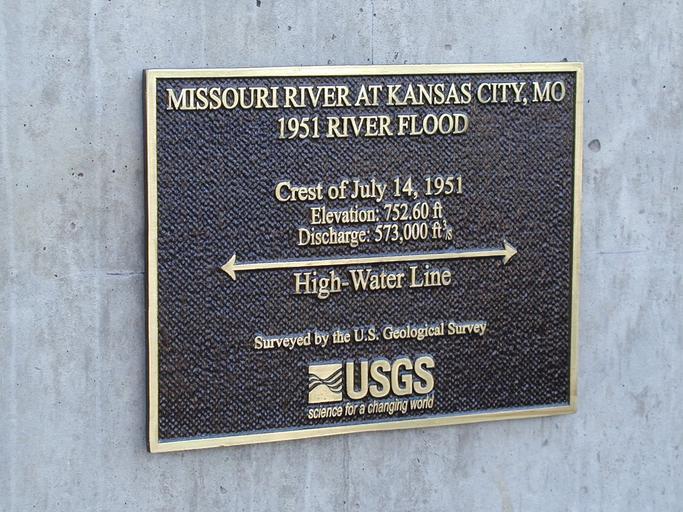 MISSOURI RIVER AT KANSAS CITY, MO
1951 RIVER FLOOD
Crest of July 14, 1951
Elevation: 752.60 ft
Discharge: 573,000 ft³/s
High-Water Line
Surveyed by the U.S. Geological Survey
USGS
science for a changing world